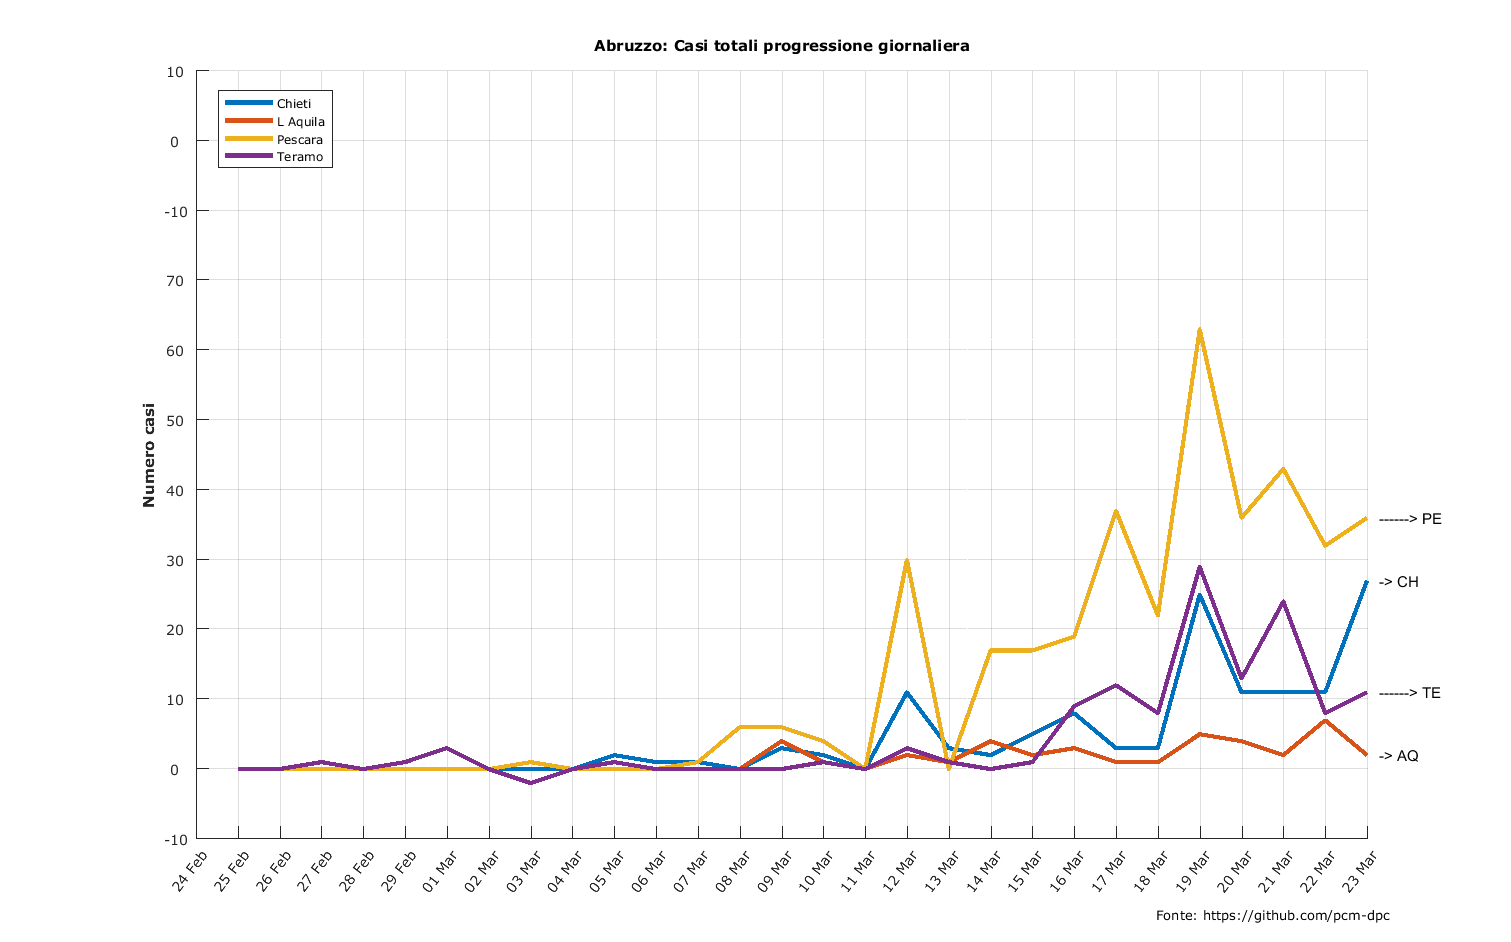 Abruzzo: Casi totali progressione giornaliera
10
0
-10
70
60
50
40
30
20
10
0
-10
Numero casi
Chieti
L Aquila
Pescara
Teramo
------> PE
-> CH
------> TE
-> AQ
24 Feb
25 Feb
26 Feb
27 Feb
28 Feb
29 Feb
01 Mar
02 Mar
03 Mar
04 Mar
05 Mar
06 Mar
07 Mar
08 Mar
09 Mar
10 Mar
11 Mar
12 Mar
13 Mar
14 Mar
15 Mar
16 Mar
17 Mar
18 Mar
19 Mar
20 Mar
21 Mar
22 Mar
23 Mar
Fonte: https://github.com/pcm-dpc